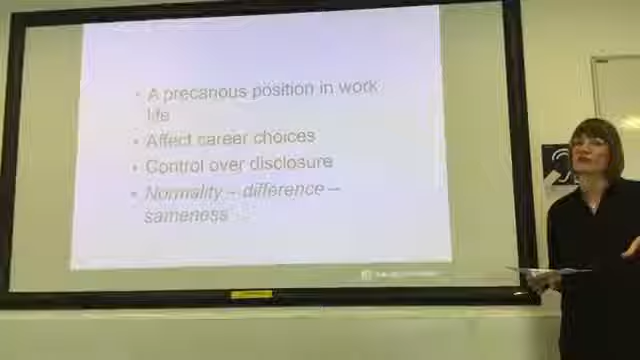 • A precarious position in work
life
• Affect career choices
• Control over disclosure
• Normality – difference –
sameness